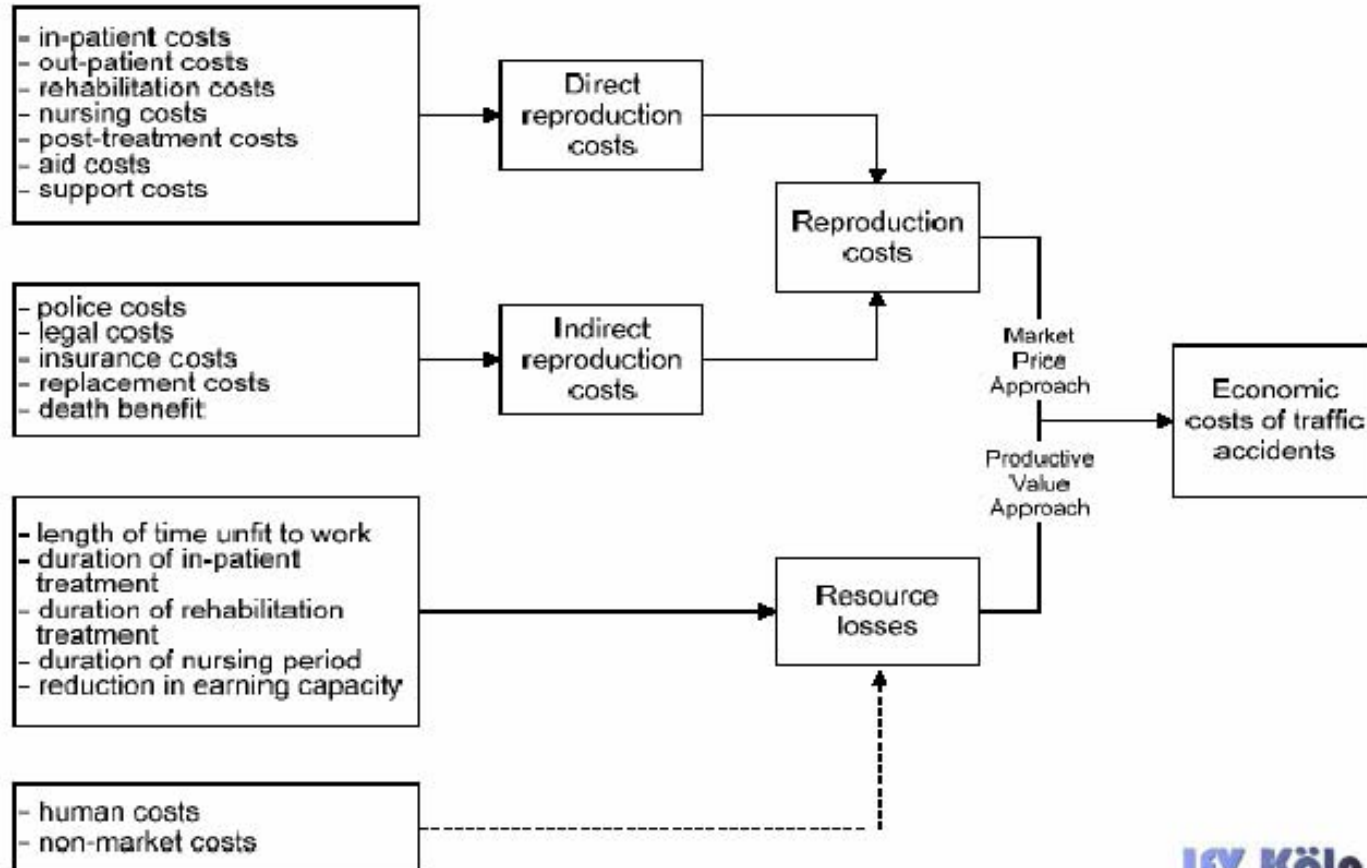 - in-patient costs
- out-patient costs
- rehabilitation costs
- nursing costs
- post-treatment costs
- aid costs
- support costs
Direct
reproduction
costs
Reproduction
costs
- police costs
- legal costs
- insurance costs
- replacement costs
- death benefit
Indirect
reproduction
costs
Market
Price
Approach
Productive
Value
Approach
Economic
costs of traffic
accidents
- length of time unfit to work
- duration of in-patient
treatment
- duration of rehabilitation
treatment
- duration of nursing period
- reduction in earning capacity
Resource
losses
- human costs
- non-market costs